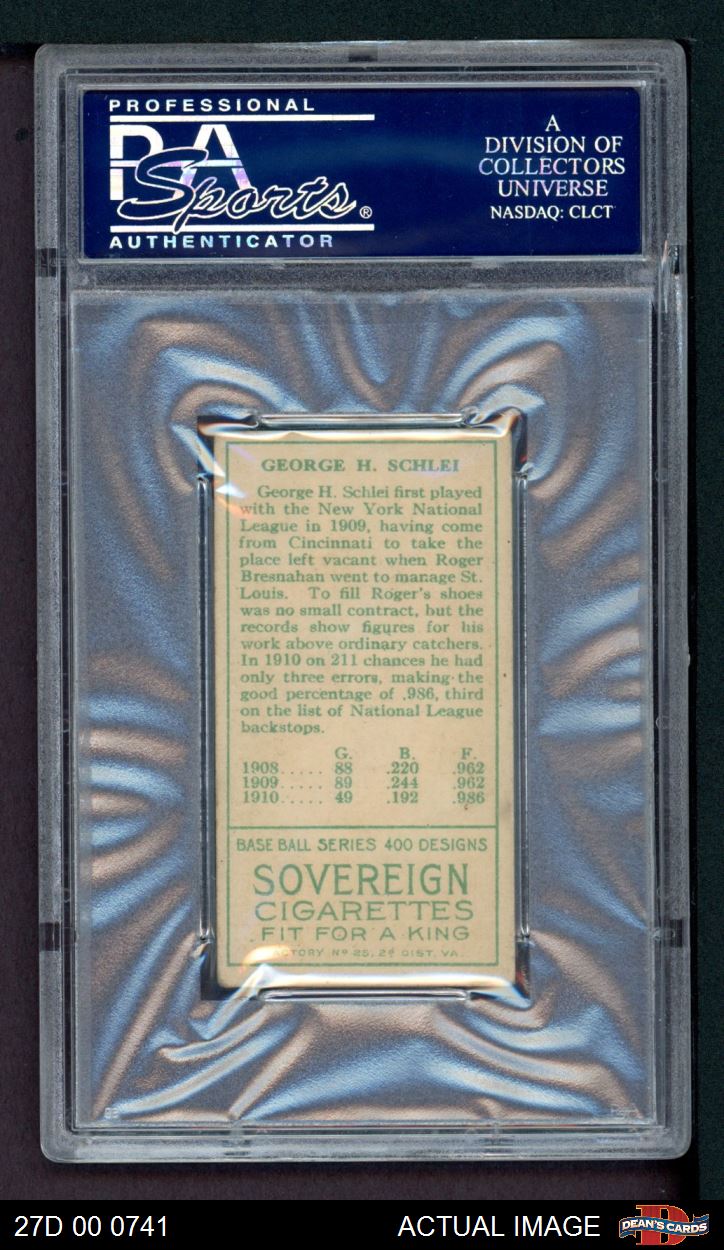 PROFESSIONAL
PSA
Sports®
AUTHENTICATOR
A
DIVISION OF
COLLECTORS
UNIVERSE
NASDAQ: CLCT
GEORGE H. SCHLEI
George H. Schlei first played
with the New York National
League in 1909, having come
from Cincinnati to take the
place left vacant when Roger
Bresnahan went to manage St.
Louis. To fill Roger's shoes
was no small contract, but the
records show figures for his
work above ordinary catchers.
In 1910 on 211 chances he had
only three errors, making the
good percentage of .986, third
on the list of National League
backstops.
G. B. F.
1908..... 88 .220 .962
1909..... 89 .244 .962
1910..... 49 .192 .986
BASE BALL SERIES 400 DESIGNS
SOVEREIGN
CIGARETTES
FIT FOR A KING
FACTORY Nº 25, 2d DIST. VA.
27D 00 0741
ACTUAL IMAGE
D
DEAN'S CARDS